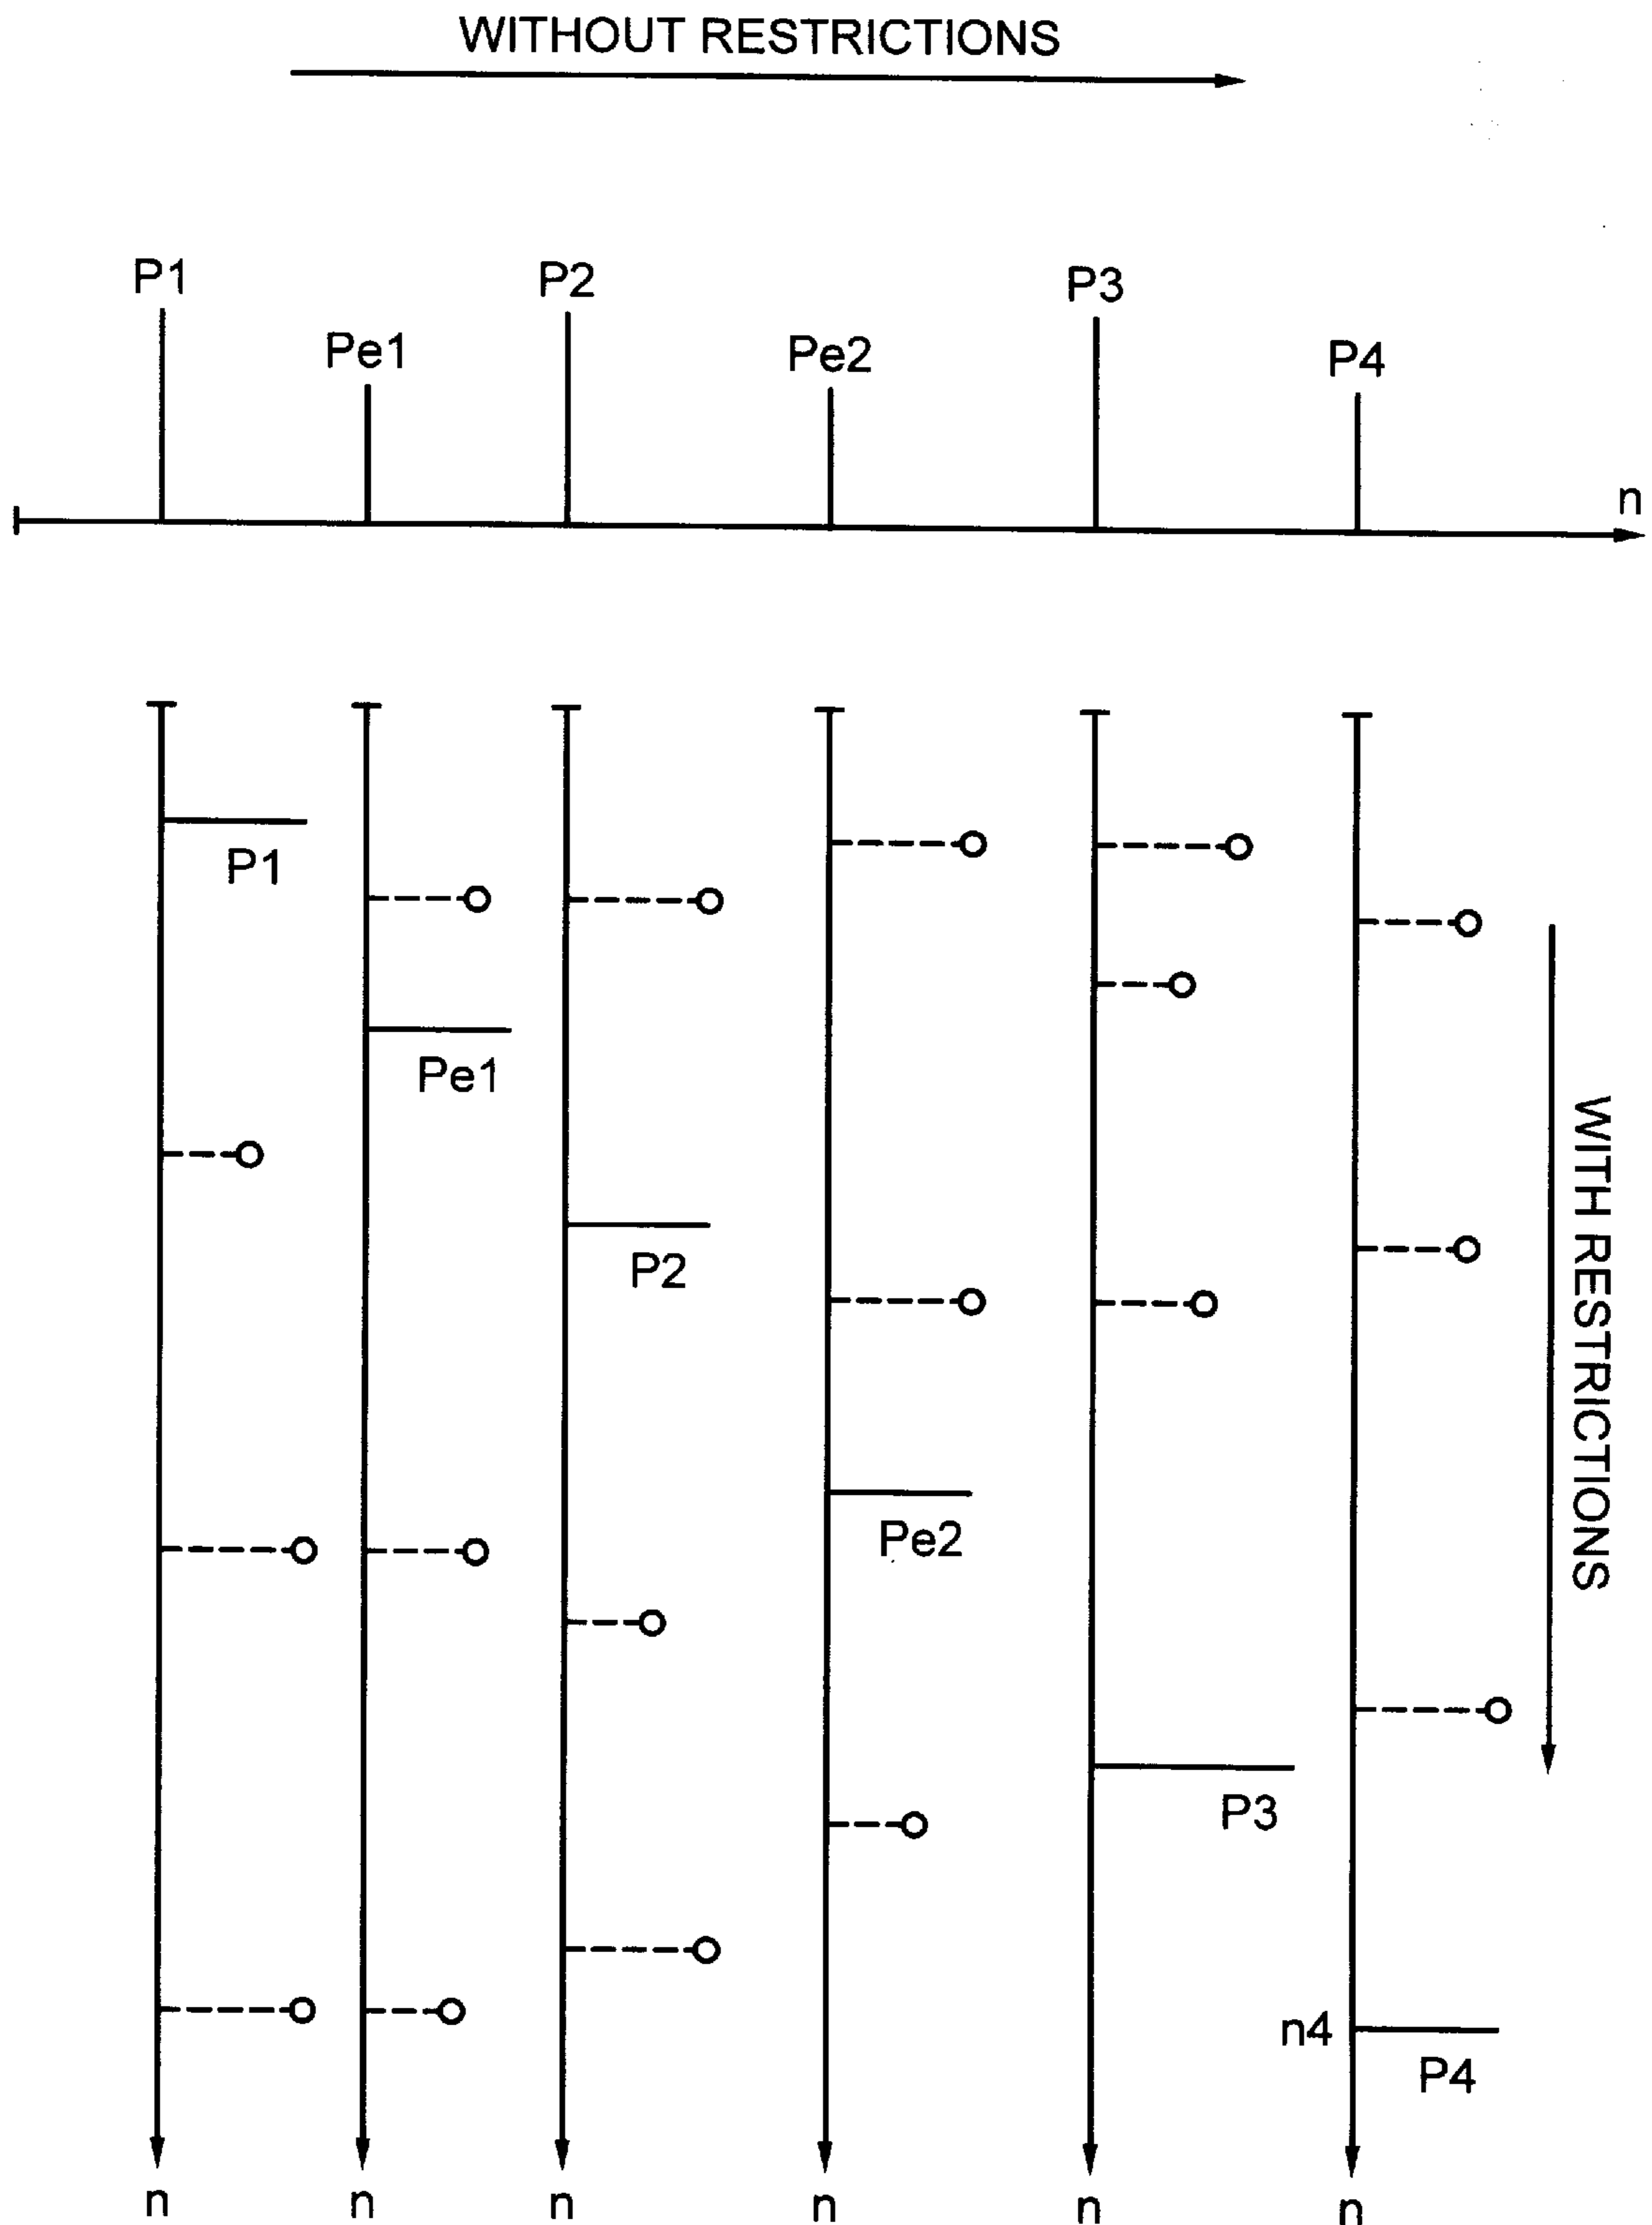 WITHOUT RESTRICTIONS
P1
P2
P3
Pe1
Pe2
P4
n
P1
Pe1
P2
Pe2
P3
n4
P4
WITH RESTRICTIONS
n
n
n
n
n
n